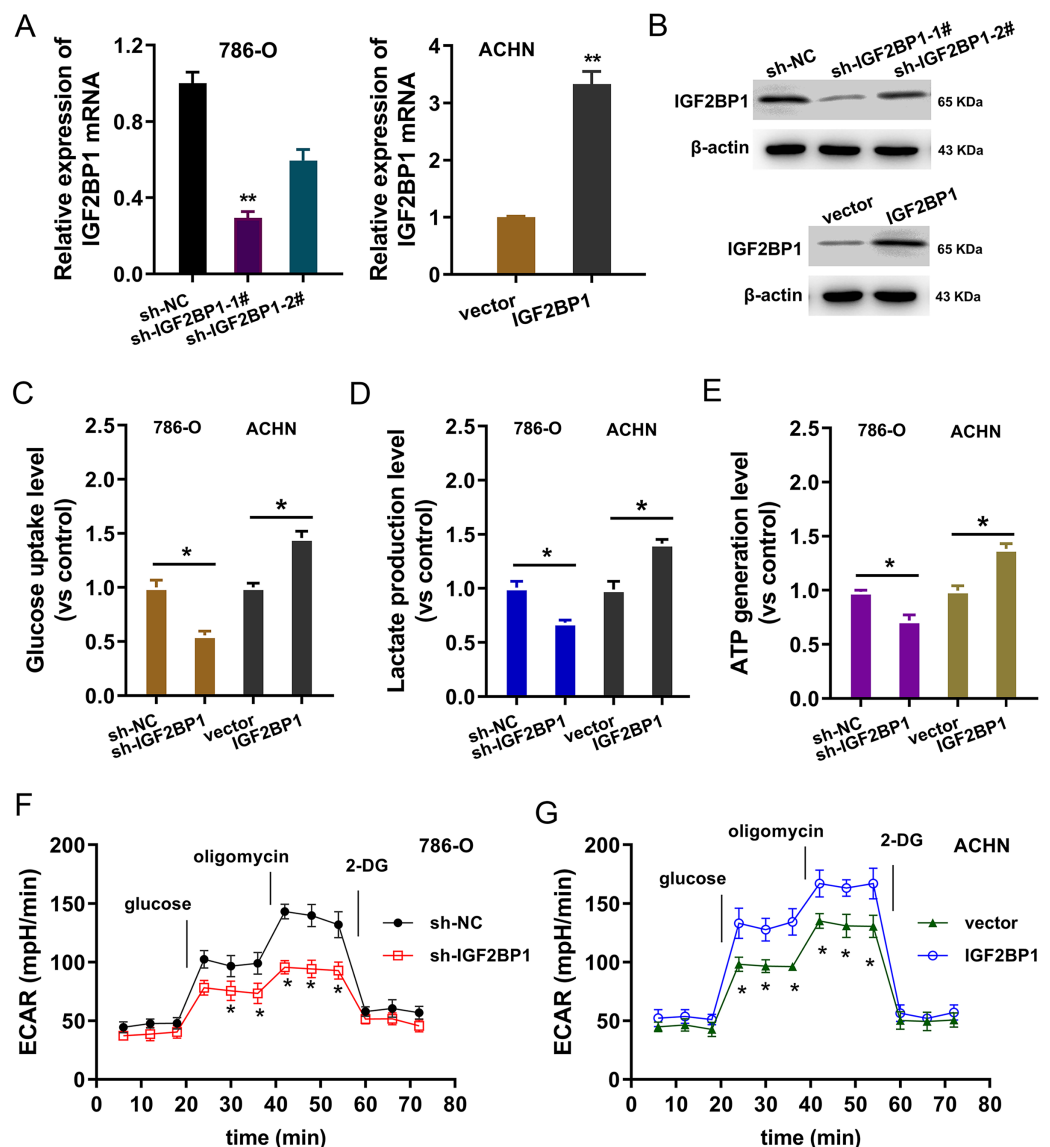 A
Relative expression of
IGF2BP1 mRNA
1.2
0.8
0.4
0.0
786-O
**
sh-NC
sh-IGF2BP1-1#
sh-IGF2BP1-2#
Relative expression of
IGF2BP1 mRNA
4
3
2
1
0
ACHN
**
vector
IGF2BP1
B
sh-NC
sh-IGF2BP1-1#
sh-IGF2BP1-2#
IGF2BP1
65 KDa
β-actin
43 KDa
vector
IGF2BP1
IGF2BP1
65 KDa
β-actin
43 KDa
C
Glucose uptake level
(vs control)
2.5
2.0
1.5
1.0
0.5
0.0
786-O
ACHN
*
*
sh-NC
sh-IGF2BP1
vector
IGF2BP1
D
Lactate production level
(vs control)
2.5
2.0
1.5
1.0
0.5
0.0
786-O
ACHN
*
*
sh-NC
sh-IGF2BP1
vector
IGF2BP1
E
ATP generation level
(vs control)
2.5
2.0
1.5
1.0
0.5
0.0
786-O
ACHN
*
*
sh-NC
sh-IGF2BP1
vector
IGF2BP1
F
ECAR (mpH/min)
200
150
100
50
0
glucose
oligomycin
2-DG
786-O
sh-NC
sh-IGF2BP1
* * * * *
0 10 20 30 40 50 60 70 80
time (min)
G
ECAR (mpH/min)
200
150
100
50
0
glucose
oligomycin
2-DG
ACHN
vector
IGF2BP1
* * * * * *
0 10 20 30 40 50 60 70 80
time (min)